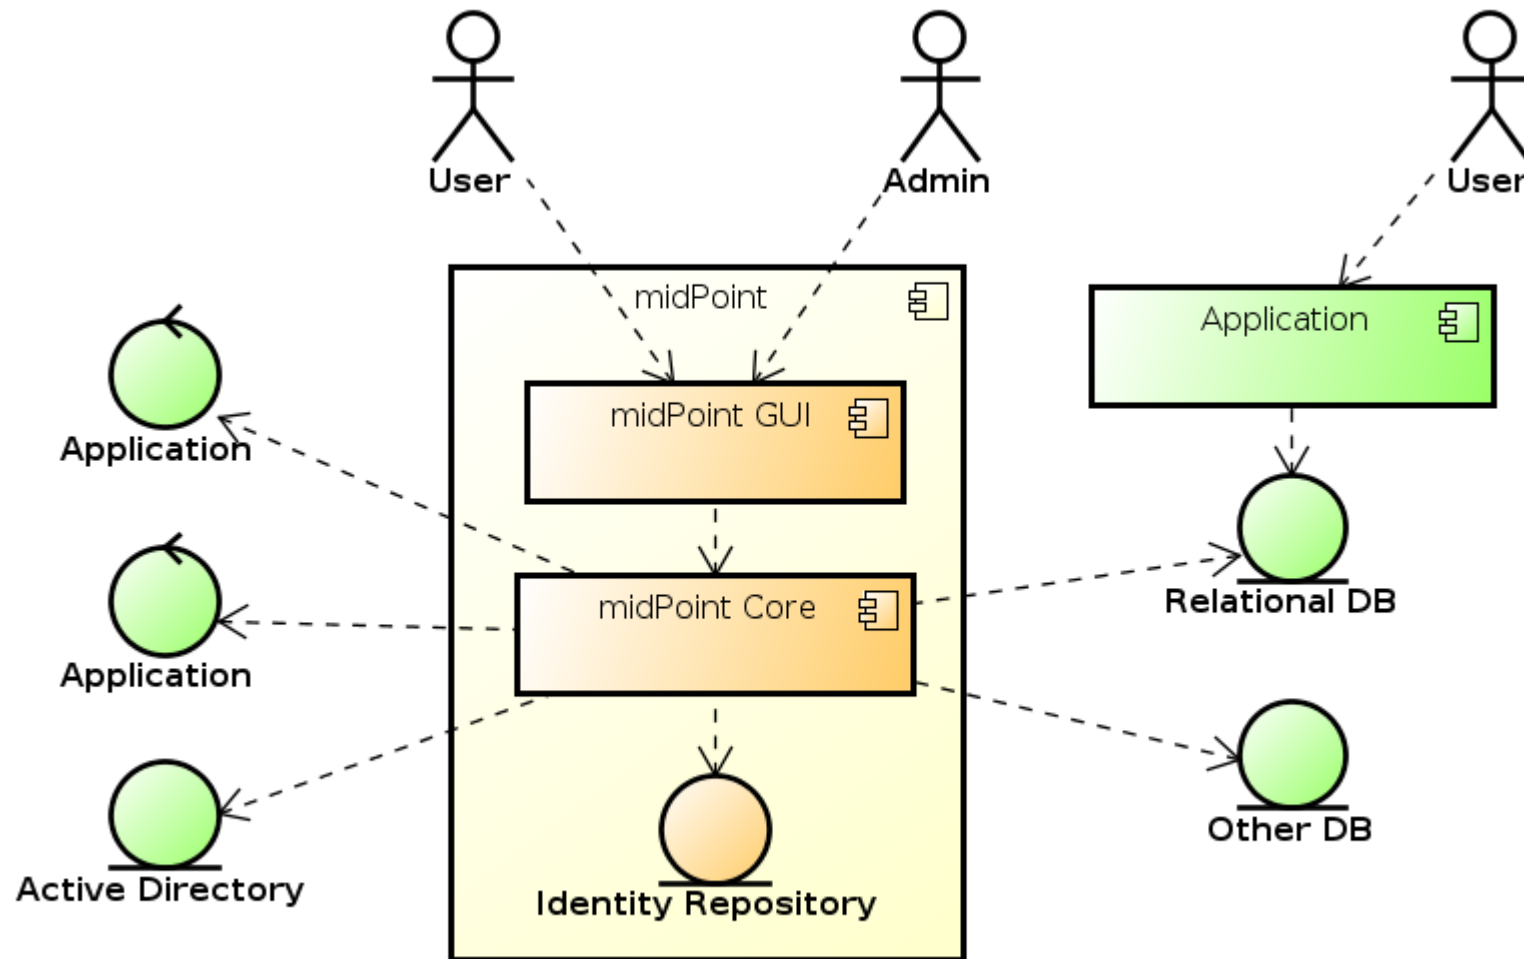 User
Admin
User
midPoint
Application
midPoint GUI
Application
midPoint Core
Relational DB
Application
Other DB
Active Directory
Identity Repository